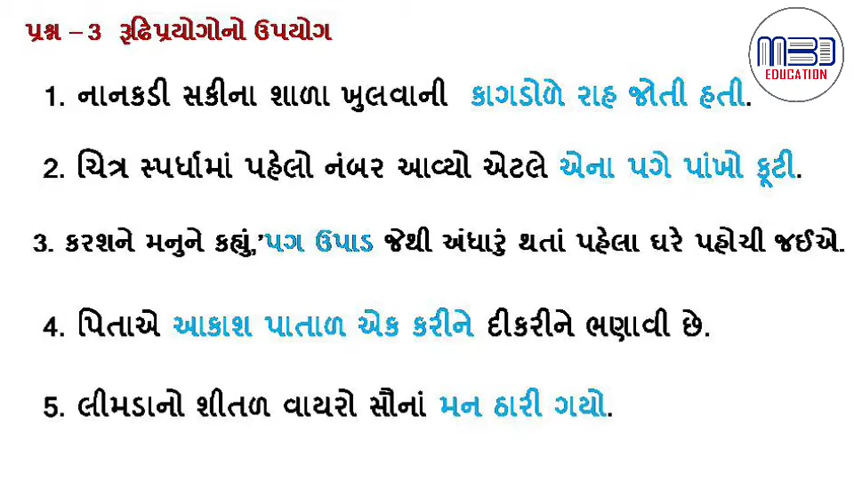 પ્રશ્ન – 3 રૂઢિપ્રયોગોનો ઉપયોગ
MBD
EDUCATION
1. નાનકડી સકીના શાળા ખુલવાની કાગડોળે રાહ જોતી હતી.
2. ચિત્ર સ્પર્ધામાં પહેલો નંબર આવ્યો એટલે એના પગે પાંખો ફૂટી.
3. કરશને મનુને કહ્યું,’પગ ઉપાડ જેથી અંધારું થતાં પહેલા ઘરે પહોચી જઈએ.
4. પિતાએ આકાશ પાતાળ એક કરીને દીકરીને ભણાવી છે.
5. લીમડાનો શીતળ વાયરો સૌનાં મન ઠારી ગયો.